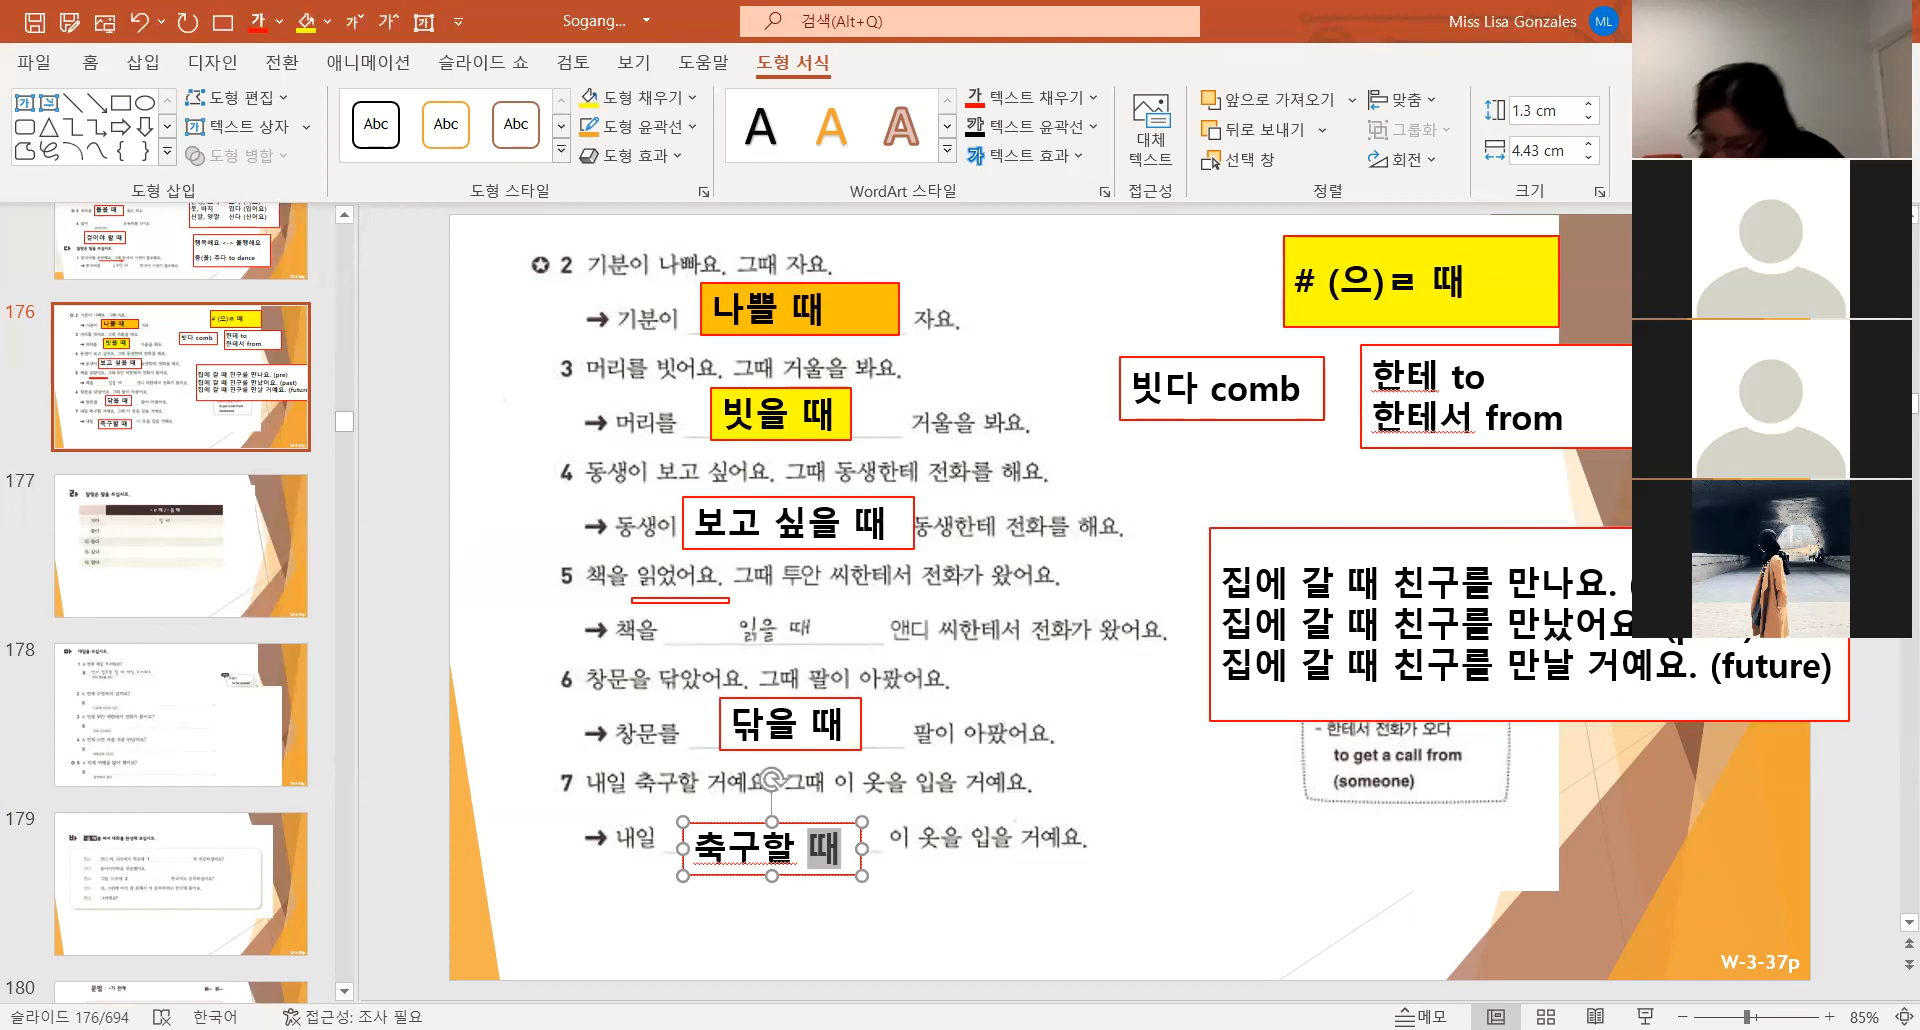 Sogang...
검색(Alt+Q)
Miss Lisa Gonzales
ML
파일 홈 삽입 디자인 전환 애니메이션 슬라이드 쇼 검토 보기 도움말 도형 서식
도형 편집
텍스트 상자
도형 병합
도형 삽입
Abc Abc Abc
도형 채우기
도형 윤곽선
도형 효과
도형 스타일
A A A
텍스트 채우기
텍스트 윤곽선
텍스트 효과
WordArt 스타일
대체
텍스트
접근성
앞으로 가져오기
뒤로 보내기
선택 창
맞춤
그룹화
회전
정렬
1.3 cm
4.43 cm
크기
176
177
178
179
180
2 기분이 나빠요. 그때 자요.
→ 기분이 나쁠 때 자요.
3 머리를 빗어요. 그때 거울을 봐요.
→ 머리를 빗을 때 거울을 봐요.
4 동생이 보고 싶어요. 그때 동생한테 전화를 해요.
→ 동생이 보고 싶을 때 동생한테 전화를 해요.
5 책을 읽었어요. 그때 투안 씨한테서 전화가 왔어요.
→ 책을 읽을 때 앤디 씨한테서 전화가 왔어요.
6 창문을 닦았어요. 그때 팔이 아팠어요.
→ 창문를 닦을 때 팔이 아팠어요.
7 내일 축구할 거예요. 그때 이 옷을 입을 거예요.
→ 내일 축구할 때 이 옷을 입을 거예요.
# (으)ㄹ 때
빗다 comb
한테 to
한테서 from
집에 갈 때 친구를 만나요.
집에 갈 때 친구를 만났어요
집에 갈 때 친구를 만날 거예요. (future)
- 한테서 전화가 오다
to get a call from
(someone)
W-3-37p
슬라이드 176/694
한국어
접근성: 조사 필요
메모
85%